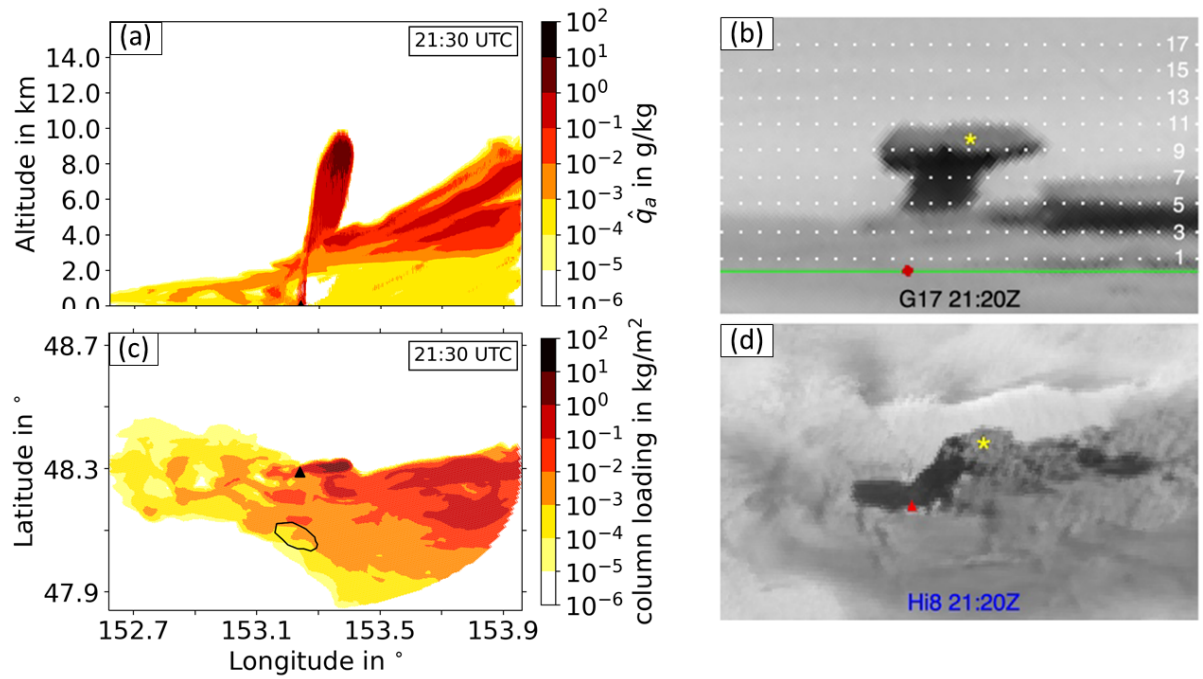 (a)
21:30 UTC
14.0
12.0
10.0
8.0
6.0
4.0
2.0
0.0
Altitude in km
10²
10¹
10⁰
10⁻¹
10⁻²
10⁻³
10⁻⁴
10⁻⁵
10⁻⁶
q̂ₐ in g/kg
(b)
17
15
13
11
9
7
5
3
1
G17 21:20Z
(c)
21:30 UTC
48.7
48.3
47.9
Latitude in °
152.7 153.1 153.5 153.9
Longitude in °
10²
10¹
10⁰
10⁻¹
10⁻²
10⁻³
10⁻⁴
10⁻⁵
10⁻⁶
column loading in kg/m²
(d)
Hi8 21:20Z